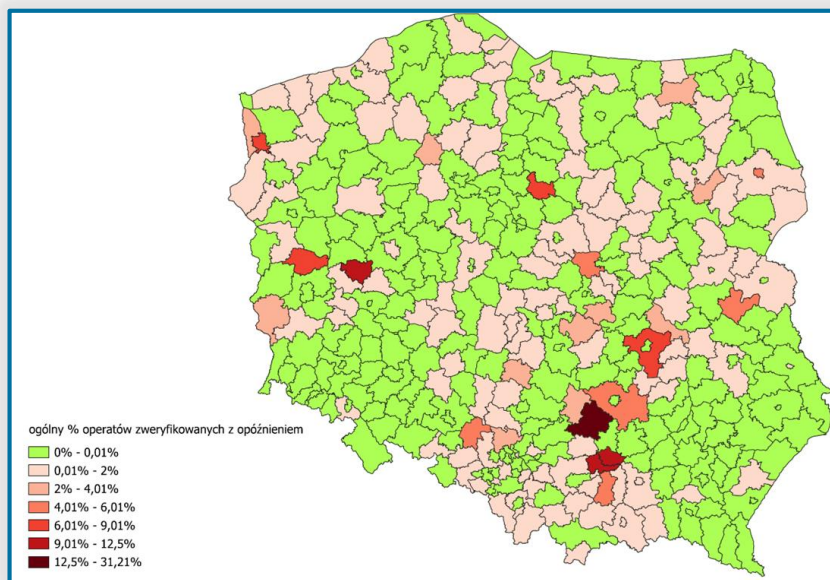 ogólny % operatów zweryfikowanych z opóźnieniem
0% - 0,01%
0,01% - 2%
2% - 4,01%
4,01% - 6,01%
6,01% - 9,01%
9,01% - 12,5%
12,5% - 31,21%